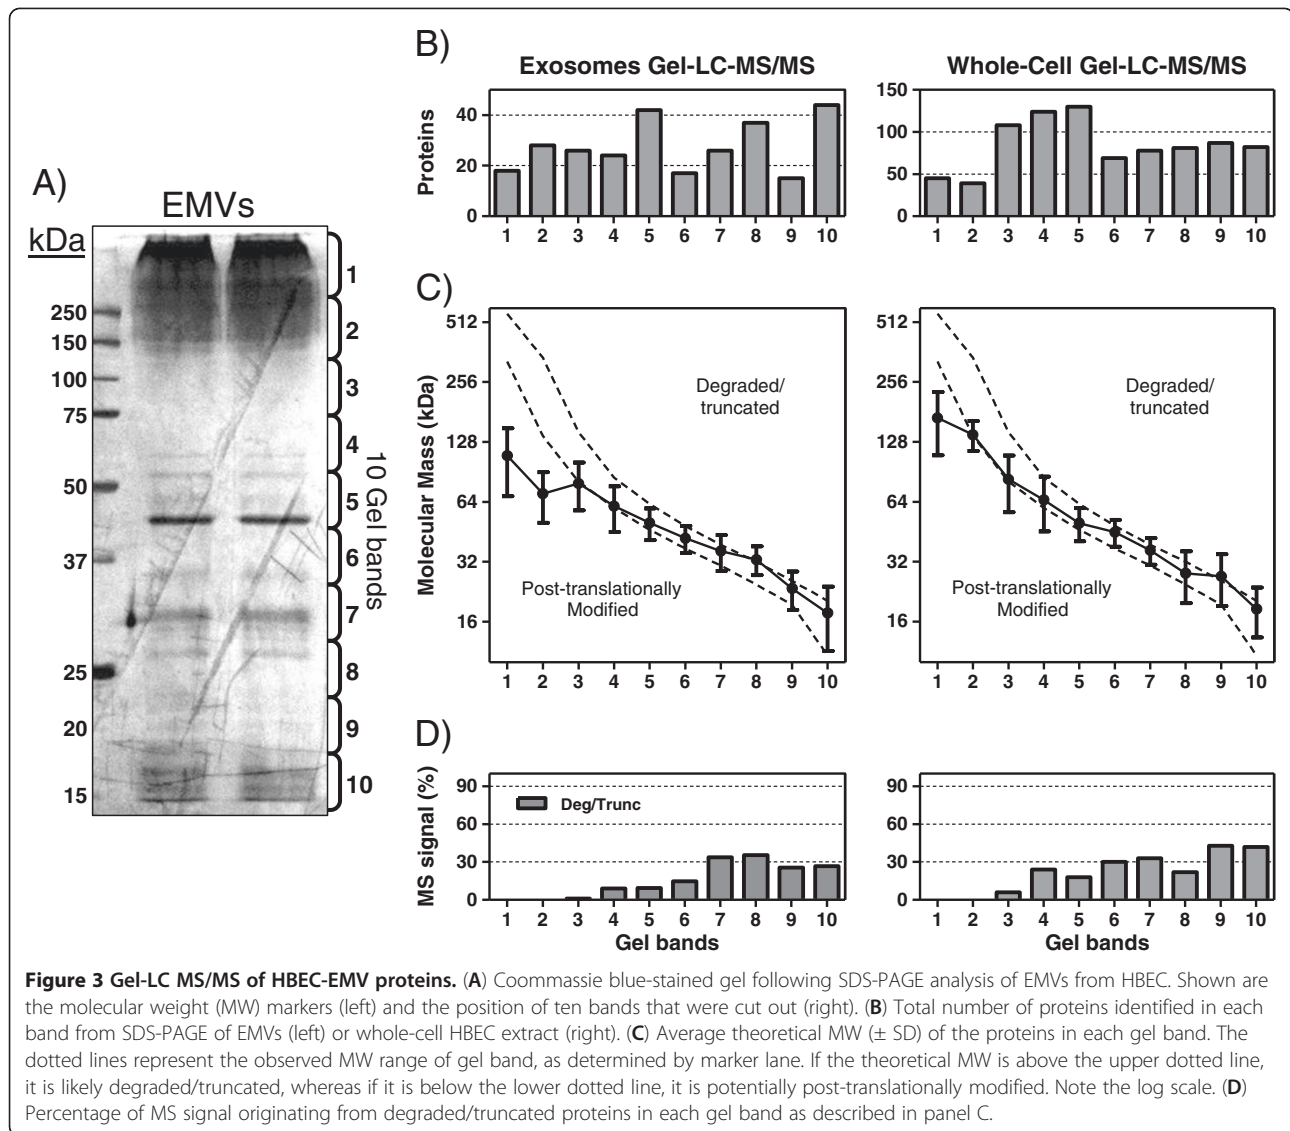 B)
Exosomes Gel-LC-MS/MS
Whole-Cell Gel-LC-MS/MS
Proteins
40
20
0
1 2 3 4 5 6 7 8 9 10
150
100
50
0
1 2 3 4 5 6 7 8 9 10
A)
EMVs
kDa
250
150
100
75
50
37
25
20
15
1
2
3
4
5
6
7
8
9
10
10 Gel bands
C)
Molecular Mass (kDa)
512
256
128
64
32
16
Degraded/
truncated
Post-translationally
Modified
1 2 3 4 5 6 7 8 9 10
512
256
128
64
32
16
Degraded/
truncated
Post-translationally
Modified
1 2 3 4 5 6 7 8 9 10
D)
MS signal (%)
90
60
30
0
Deg/Trunc
1 2 3 4 5 6 7 8 9 10
Gel bands
90
60
30
0
1 2 3 4 5 6 7 8 9 10
Gel bands
Figure 3 Gel-LC MS/MS of HBEC-EMV proteins. (A) Coommassie blue-stained gel following SDS-PAGE analysis of EMVs from HBEC. Shown are
the molecular weight (MW) markers (left) and the position of ten bands that were cut out (right). (B) Total number of proteins identified in each
band from SDS-PAGE of EMVs (left) or whole-cell HBEC extract (right). (C) Average theoretical MW (± SD) of the proteins in each gel band. The
dotted lines represent the observed MW range of gel band, as determined by marker lane. If the theoretical MW is above the upper dotted line,
it is likely degraded/truncated, whereas if it is below the lower dotted line, it is potentially post-translationally modified. Note the log scale. (D)
Percentage of MS signal originating from degraded/truncated proteins in each gel band as described in panel C.